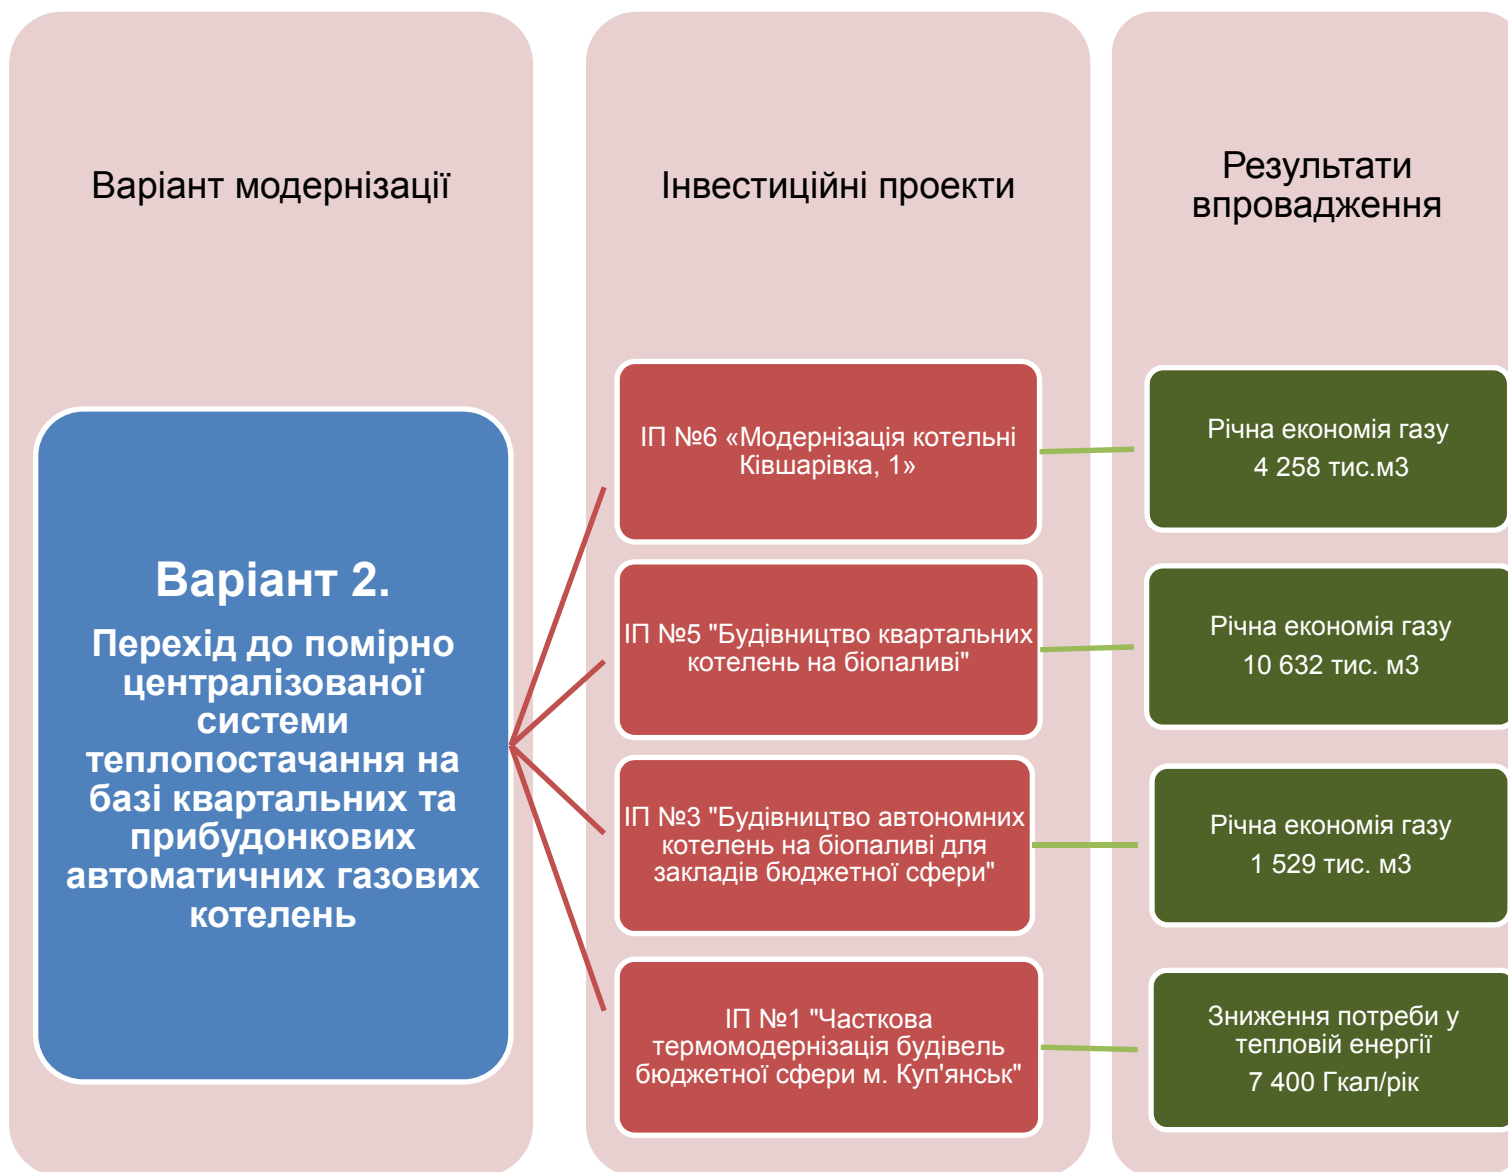 Варіант модернізації
Інвестиційні проекти
Результати
впровадження
Варіант 2.
Перехід до помірно
централізованої
системи
теплопостачання на
базі квартальних та
прибудонкових
автоматичних газових
котелень
ІП №6 «Модернізація котельні
Ківшарівка, 1»
Річна економія газу
4 258 тис.м3
ІП №5 "Будівництво квартальних
котелень на біопаливі"
Річна економія газу
10 632 тис. м3
ІП №3 "Будівництво автономних
котелень на біопаливі для
закладів бюджетної сфери"
Річна економія газу
1 529 тис. м3
ІП №1 "Часткова
термомодернізація будівель
бюджетної сфери м. Куп'янськ"
Зниження потреби у
тепловій енергії
7 400 Гкал/рік